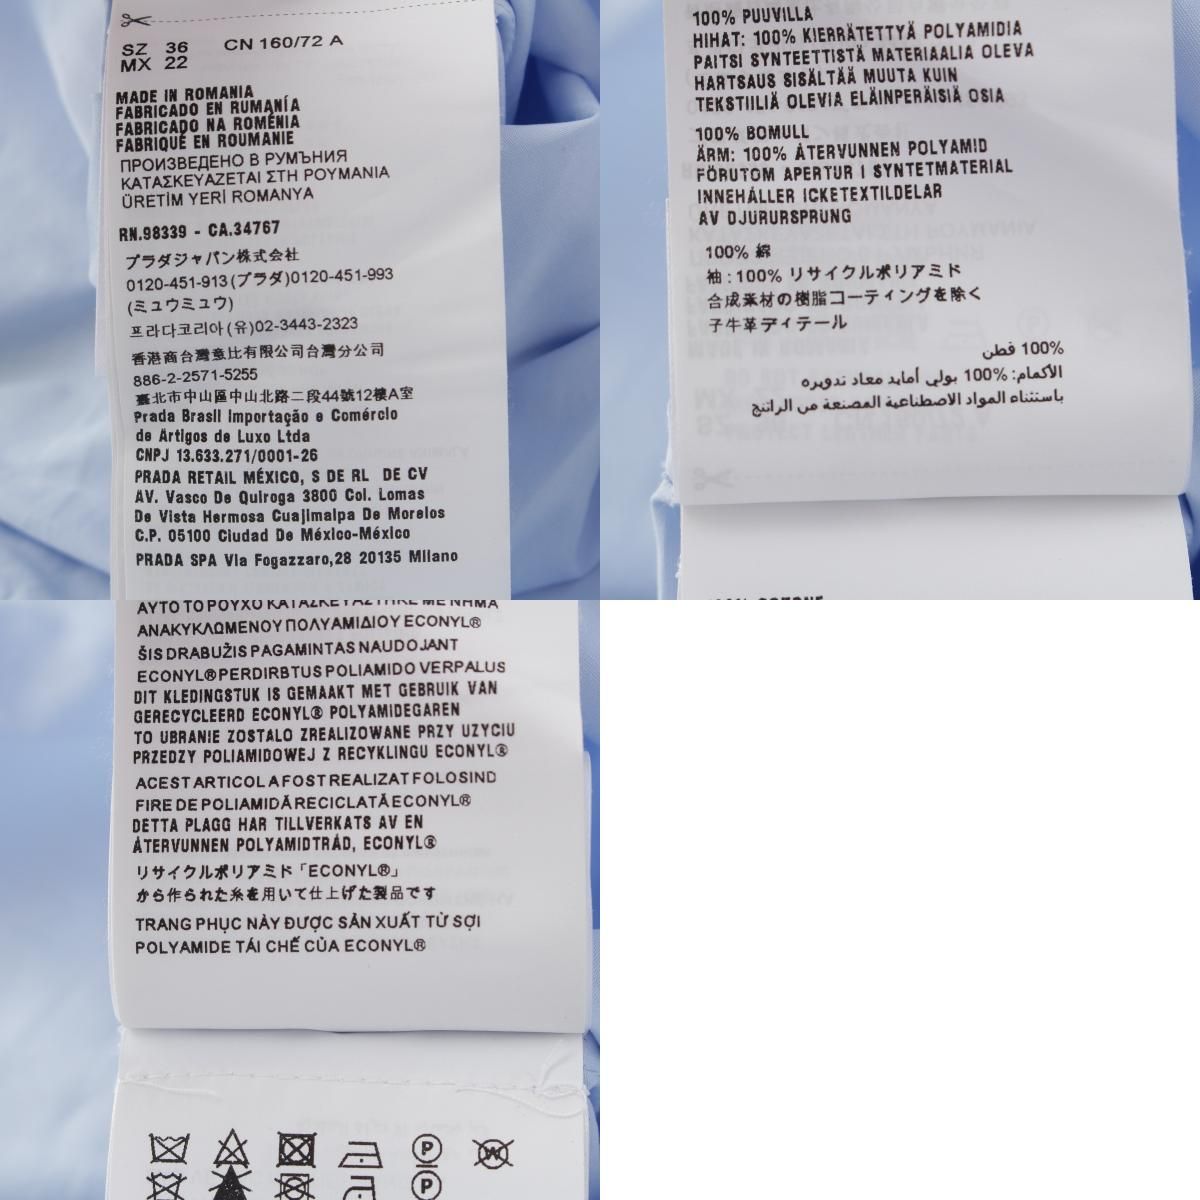 SZ 36 CN 160/72 A
MX 22
MADE IN ROMANIA
FABRICADO EN RUMANÍA
FABRICADO NA ROMÉNIA
FABRIQUÉ EN ROUMANIE
ПРОИЗВЕДЕНО В РУМЪНИЯ
ΚΑΤΑΣΚΕΥΑΖΕΤΑΙ ΣΤΗ ΡΟΥΜΑΝΙΑ
ÜRETİM YERİ ROMANYA
RN.98339 - CA.34767
プラダジャパン株式会社
0120-451-913(プラダ)0120-451-993
(ミュウミュウ)
프라다코리아(유)02-3443-2323
香港商台灣意比有限公司台灣分公司
886-2-2571-5255
臺北市中山區中山北路二段44號12樓A室
Prada Brasil Importação e Comércio
de Artigos de Luxo Ltda
CNPJ 13.633.271/0001-26
PRADA RETAIL MÉXICO, S DE RL DE CV
AV. Vasco De Quiroga 3800 Col. Lomas
De Vista Hermosa Cuajimalpa De Morelos
C.P. 05100 Ciudad De México-México
PRADA SPA Via Fogazzaro,28 20135 Milano
100% PUUVILLA
HIHAT: 100% KIERRÄTETTYÄ POLYAMIDIA
PAITSI SYNTEETTISTÄ MATERIAALIA OLEVA
HARTSAUS SISÄLTÄÄ MUUTA KUIN
TEKSTIILIÄ OLEVIA ELÄINPERÄISIÄ OSIA
100% BOMULL
ÄRM: 100% ÅTERVUNNEN POLYAMID
FÖRUTOM APERTUR I SYNTETMATERIAL
INNEHÅLLER ICKETEXTILDELAR
AV DJURURSPRUNG
100% 綿
袖:100% リサイクルポリアミド
合成素材の樹脂コーティングを除く
子牛革ディテール
100% قطن
الأكمام: 100% بولي أمايد معاد تدويره
باستثناء المواد الاصطناعية المصنعة من الراتنج
ΑΥΤΟ ΤΟ ΡΟΥΧΟ ΚΑΤΑΣΚΕΥΑΣΤΗΚΕ ΜΕ ΝΗΜΑ
ΑΝΑΚΥΚΛΩΜΕΝΟΥ ΠΟΛΥΑΜΙΔΙΟΥ ECONYL®
ŠIS DRABUŽIS PAGAMINTAS NAUDOJANT
ECONYL®PERDIRBTUS POLIAMIDO VERPALUS
DIT KLEDINGSTUK IS GEMAAKT MET GEBRUIK VAN
GERECYCLEERD ECONYL® POLYAMIDEGAREN
TO UBRANIE ZOSTALO ZREALIZOWANE PRZY UZYCIU
PRZEDZY POLIAMIDOWEJ Z RECYKLINGU ECONYL®
ACEST ARTICOL A FOST REALIZAT FOLOSIND
FIRE DE POLIAMIDĂ RECICLATĂ ECONYL®
DETTA PLAGG HAR TILLVERKATS AV EN
ÅTERVUNNEN POLYAMIDTRÅD, ECONYL®
リサイクルポリアミド「ECONYL®」
から作られた糸を用いて仕上げた製品です
TRANG PHỤC NÀY ĐƯỢC SẢN XUẤT TỪ SỢI
POLYAMIDE TÁI CHẾ CỦA ECONYL®
P W
P